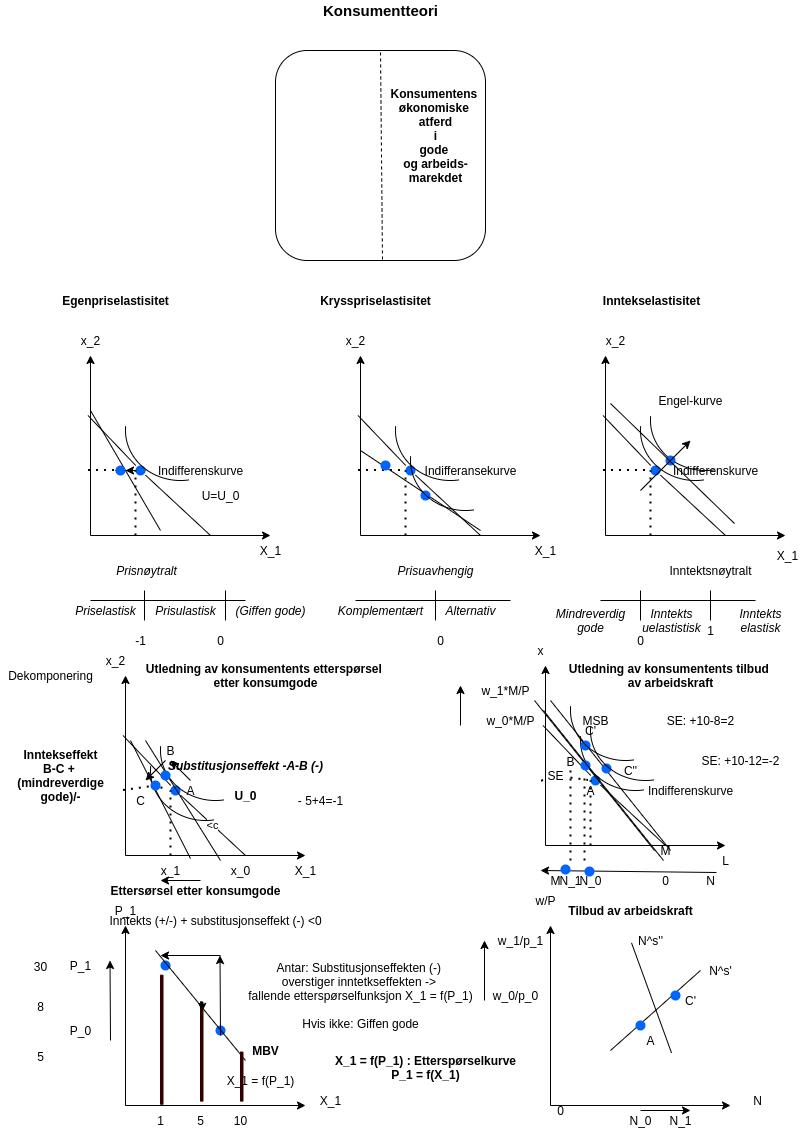 Konsumentteori
Konsumentens
økonomiske
atferd
i
gode
og arbeids-
marekdet
Egenpriselastisitet
Krysspriselastisitet
Inntekselastisitet
x_2
x_2
x_2
Engel-kurve
Indifferenskurve
U=U_0
Indifferansekurve
Indifferenskurve
X_1
X_1
X_1
Prisnøytralt
Prisuavhengig
Inntektsnøytralt
Priselastisk
Prisulastisk
(Giffen gode)
Komplementært
Alternativ
Mindreverdig
gode
Inntekts
uelastistisk
Inntekts
elastisk
-1
0
0
0
1
Dekomponering
x_2
Utledning av konsumentents etterspørsel
etter konsumgode
x
Utledning av konsumentents tilbud
av arbeidskraft
w_1*M/P
w_0*M/P
MSB
C'
SE: +10-8=2
SE: +10-12=-2
Inntekseffekt
B-C +
(mindreverdige
gode)/-
B
Substitusjonseffekt -A-B (-)
C
A
U_0
- 5+4=-1
<c
B
SE
C''
A
Indifferenskurve
M
L
x_1
x_0
X_1
MN_1
N_0
0
N
Ettersørsel etter konsumgode
P_1
Inntekts (+/-) + substitusjonseffekt (-) <0
w/P
Tilbud av arbeidskraft
30
P_1
8
P_0
5
Antar: Substitusjonseffekten (-)
overstiger inntetkseffekten ->
fallende etterspørselfunksjon X_1 = f(P_1)
Hvis ikke: Giffen gode
MBV
X_1 = f(P_1)
X_1 = f(P_1) : Etterspørselkurve
P_1 = f(X_1)
w_1/p_1
w_0/p_0
N^s''
N^s'
C'
A
X_1
1
5
10
0
N
N_0
N_1